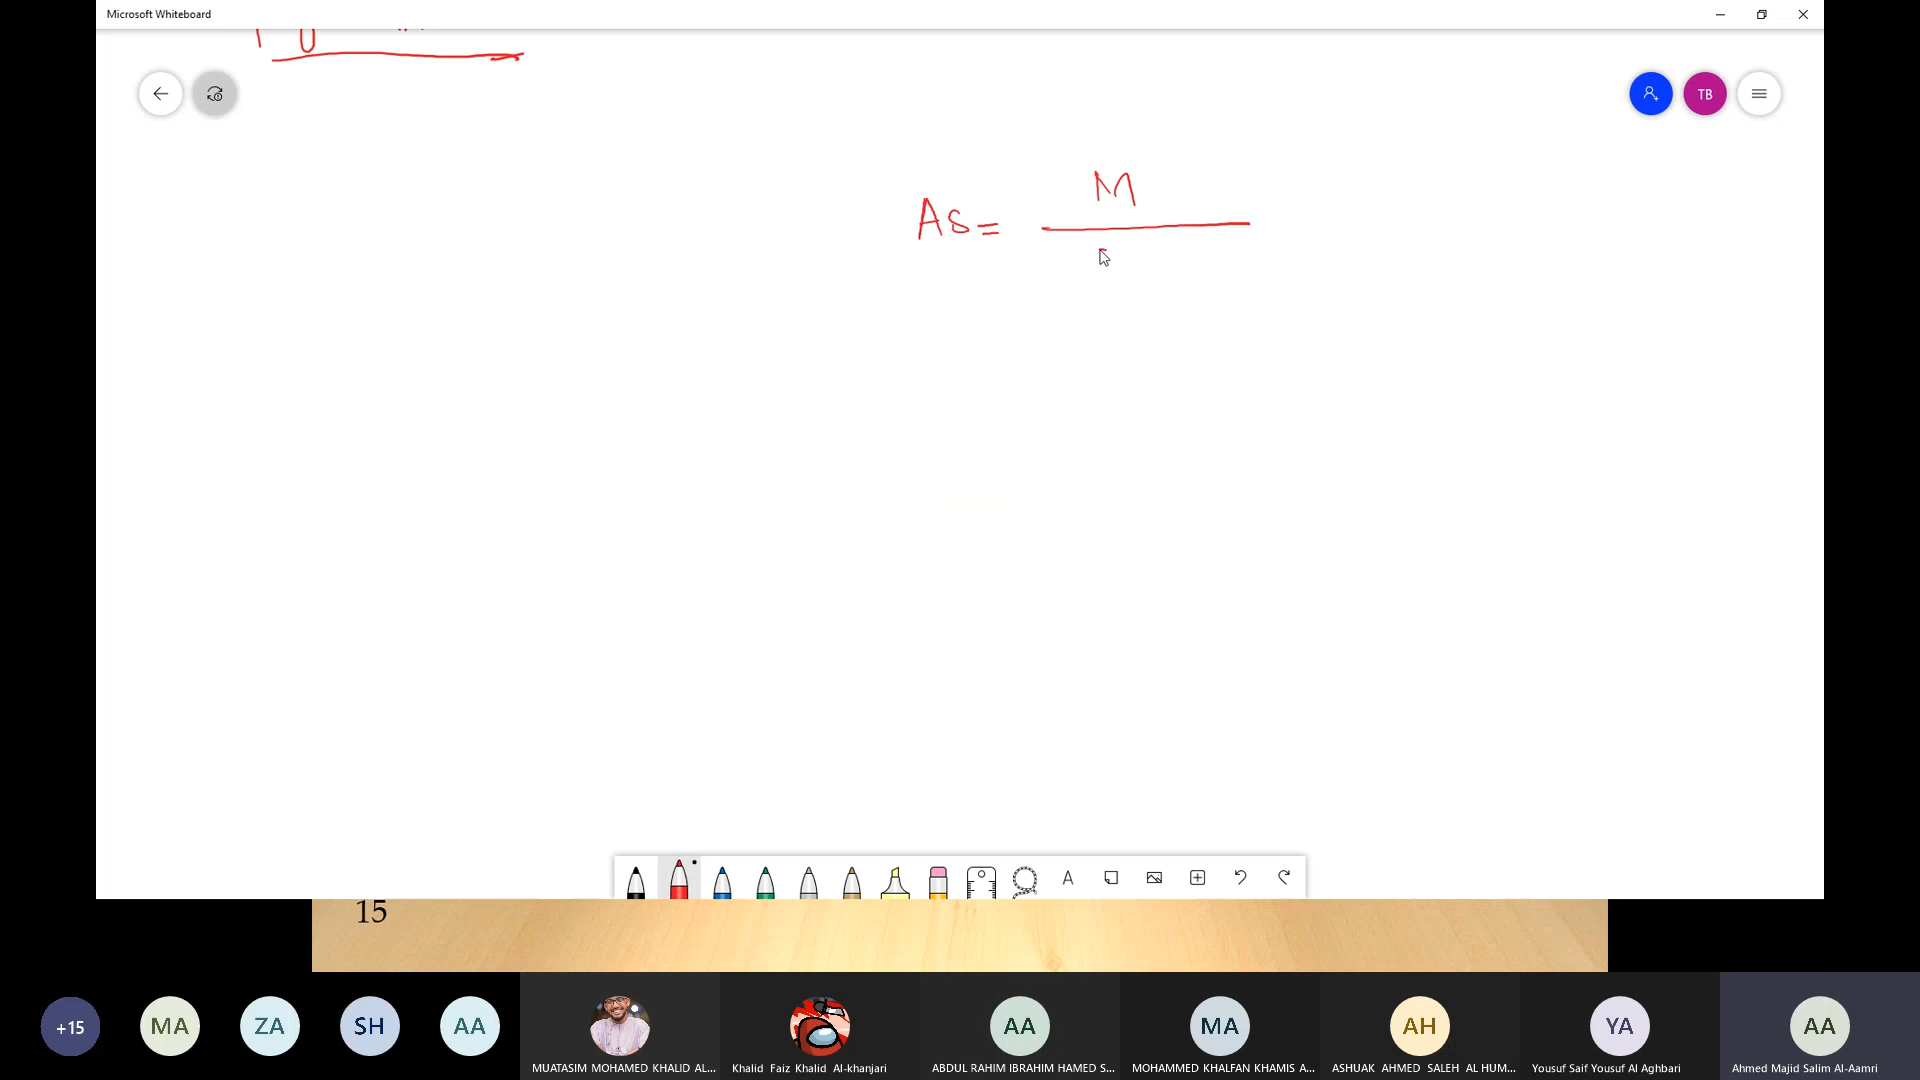 Microsoft Whiteboard
TB
M
As =
A
15
+15
MA
ZA
SH
AA
AA
MA
AH
YA
AA
MUATASIM MOHAMED KHALID AL...
Khalid Faiz Khalid Al-khanjari
ABDUL RAHIM IBRAHIM HAMED S...
MOHAMMED KHALFAN KHAMIS A...
ASHUAK AHMED SALEH AL HUM...
Yousuf Saif Yousuf Al Aghbari
Ahmed Majid Salim Al-Aamri